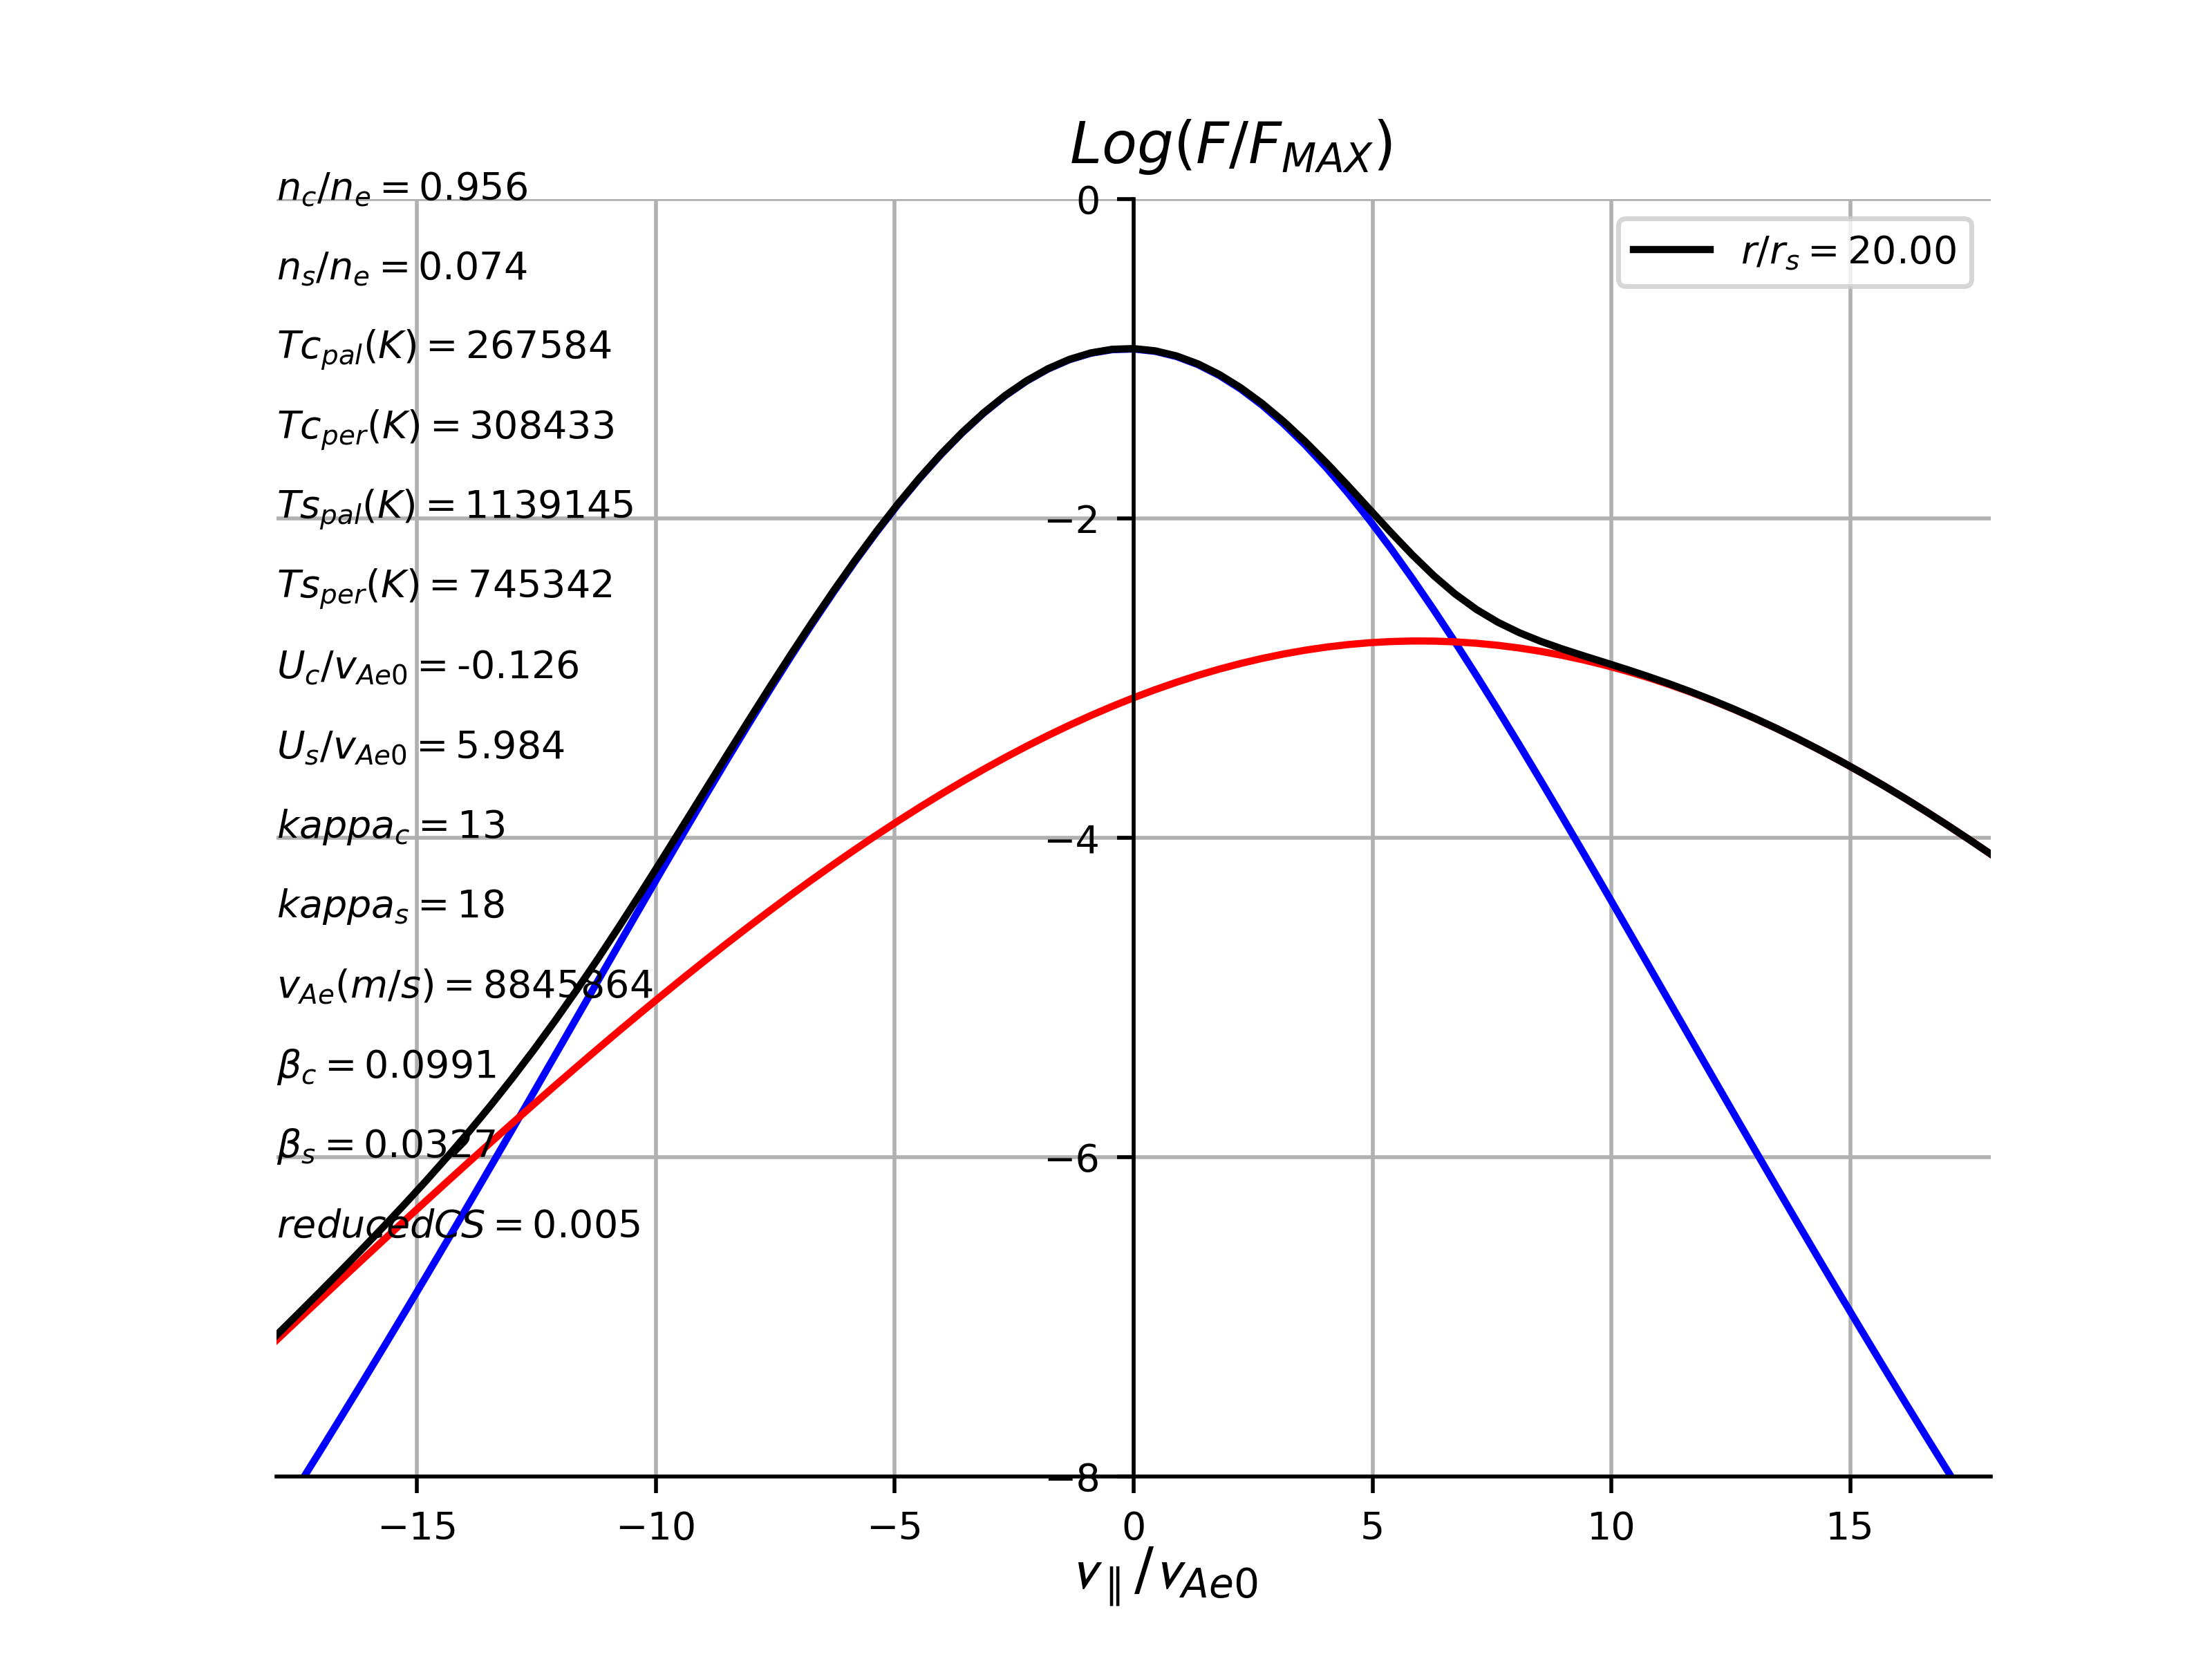 Log(F/F_MAX)
n_c/n_e = 0.956
n_s/n_e = 0.074
Tc_pal(K) = 267584
Tc_per(K) = 308433
Ts_pal(K) = 1139145
Ts_per(K) = 745342
U_c/v_Ae0 = -0.126
U_s/v_Ae0 = 5.984
kappa_c = 13
kappa_s = 18
v_Ae(m/s) = 8845864
β_c = 0.0991
β_s = 0.0327
reducedCS = 0.005
r/r_s = 20.00
0
−2
−4
−6
−8
−15 −10 −5 0 5 10 15
v_∥/v_Ae0